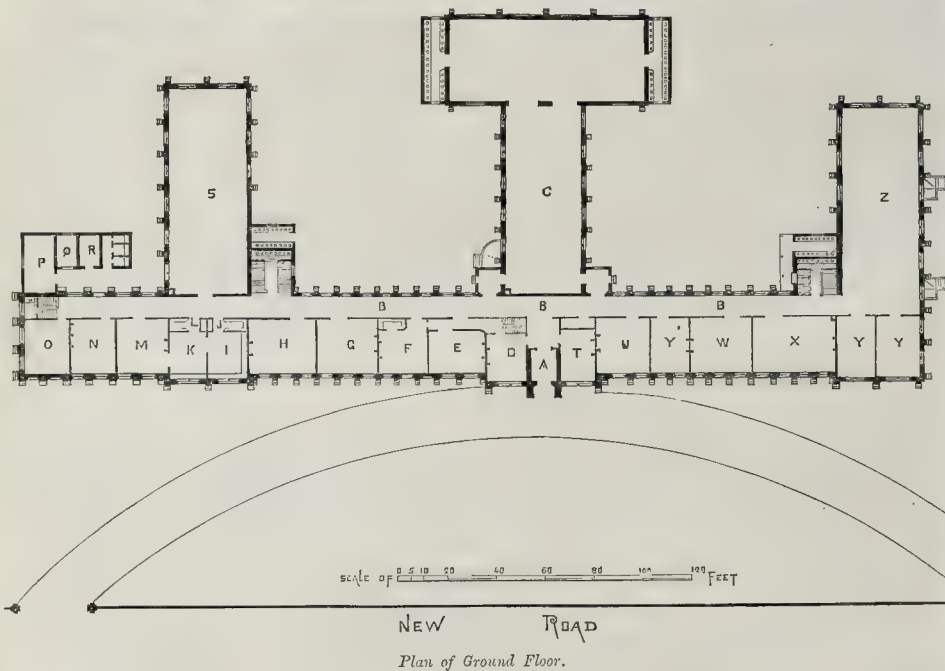 S
C
Z
P
Q
R
B
B
B
O
N
M
L
J
K
I
H
G
F
E
D
A
T
U
Y
W
X
Y
Y
SCALE OF 0 5 10 20 40 60 80 100 120 FEET
NEW ROAD
Plan of Ground Floor.